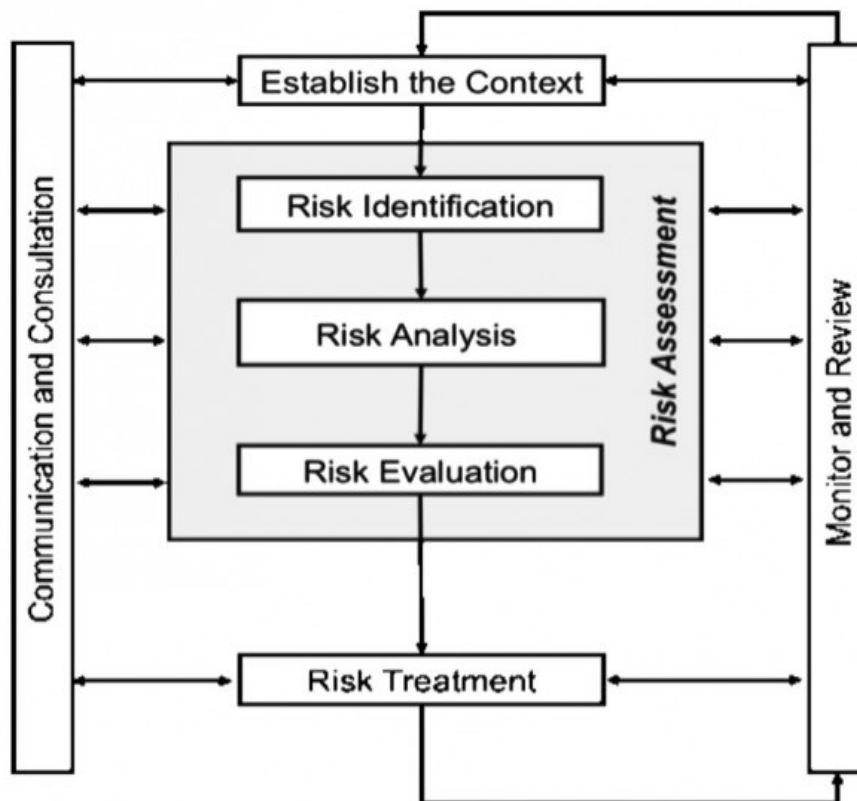 Establish the Context
Communication and Consultation
Risk Identification
Risk Analysis
Risk Evaluation
Risk Assessment
Monitor and Review
Risk Treatment